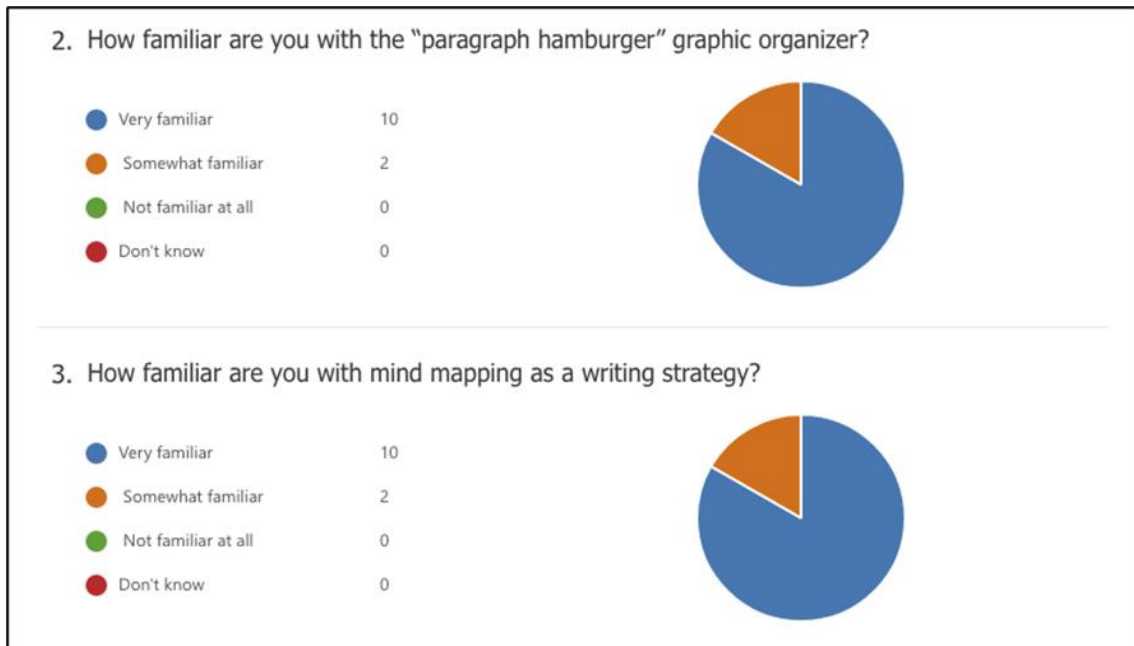 2. How familiar are you with the “paragraph hamburger” graphic organizer?
Very familiar 10
Somewhat familiar 2
Not familiar at all 0
Don't know 0
3. How familiar are you with mind mapping as a writing strategy?
Very familiar 10
Somewhat familiar 2
Not familiar at all 0
Don't know 0